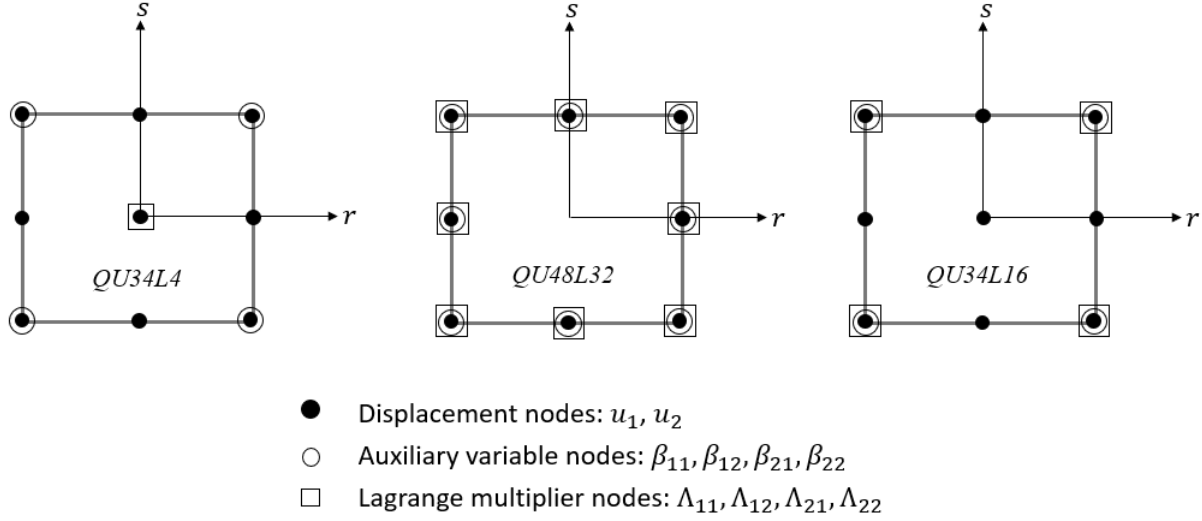 s s s
r r r
QU34L4 QU48L32 QU34L16
Displacement nodes: u₁, u₂
Auxiliary variable nodes: β₁₁, β₁₂, β₂₁, β₂₂
Lagrange multiplier nodes: Λ₁₁, Λ₁₂, Λ₂₁, Λ₂₂